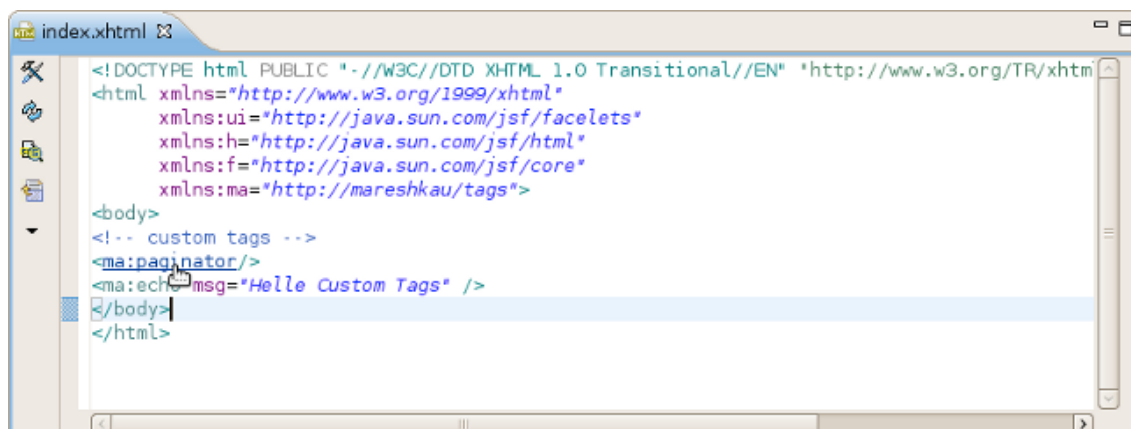 index.xhtml
<!DOCTYPE html PUBLIC "-//W3C//DTD XHTML 1.0 Transitional//EN" "http://www.w3.org/TR/xhtm
<html xmlns="http://www.w3.org/1999/xhtml"
xmlns:ui="http://java.sun.com/jsf/facelets"
xmlns:h="http://java.sun.com/jsf/html"
xmlns:f="http://java.sun.com/jsf/core"
xmlns:ma="http://mareshkau/tags">
<body>
<!-- custom tags -->
<ma:paginator/>
<ma:echo msg="Helle Custom Tags" />
</body>
</html>